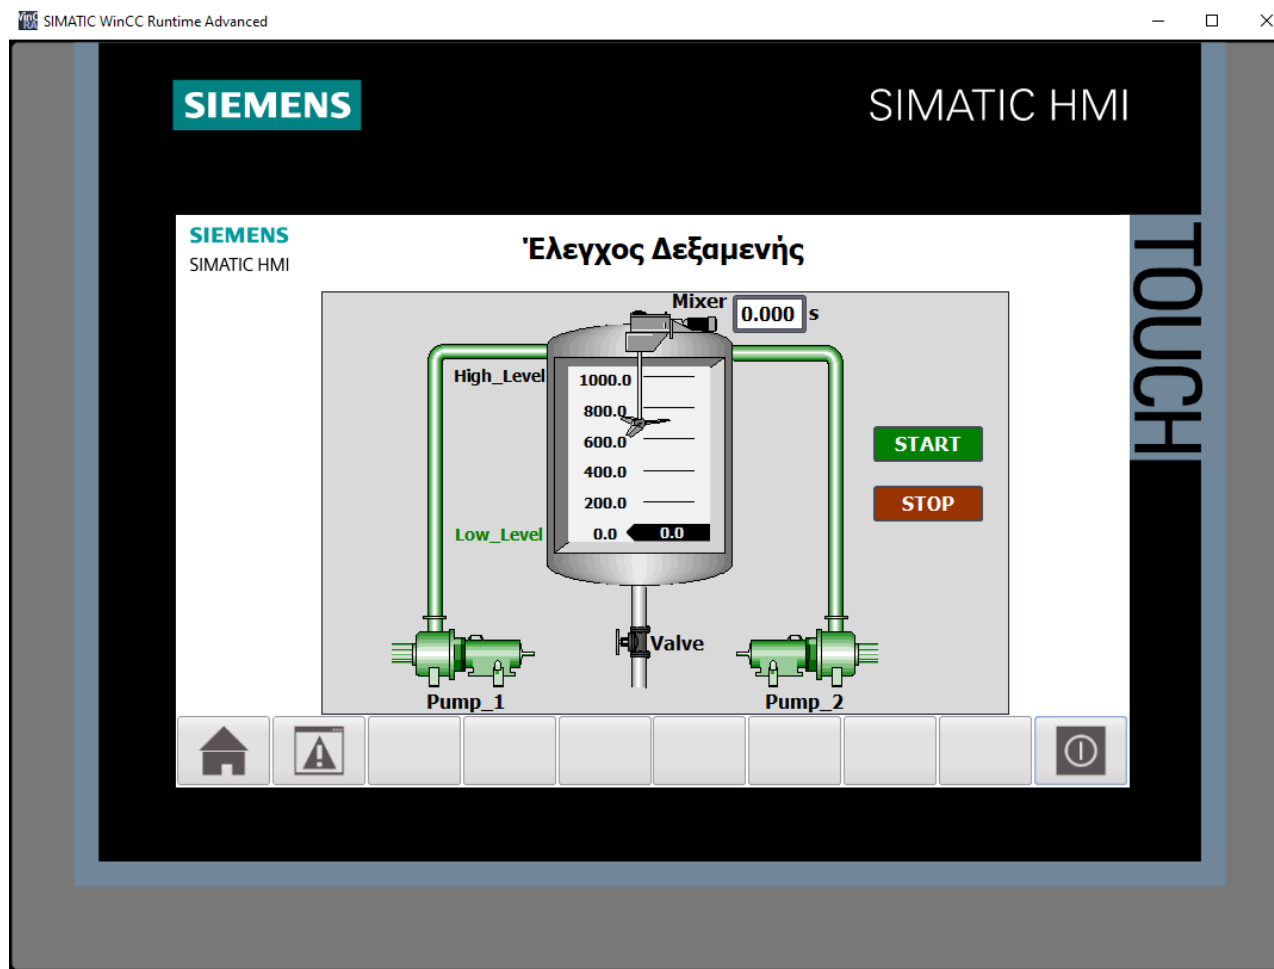 SIMATIC WinCC Runtime Advanced
SIEMENS
SIMATIC HMI
TOUCH
SIEMENS
SIMATIC HMI
Έλεγχος Δεξαμενής
Mixer 0.000 s
High_Level
1000.0
800.0
600.0
400.0
200.0
Low_Level
0.0 0.0
START
STOP
Valve
Pump_1
Pump_2